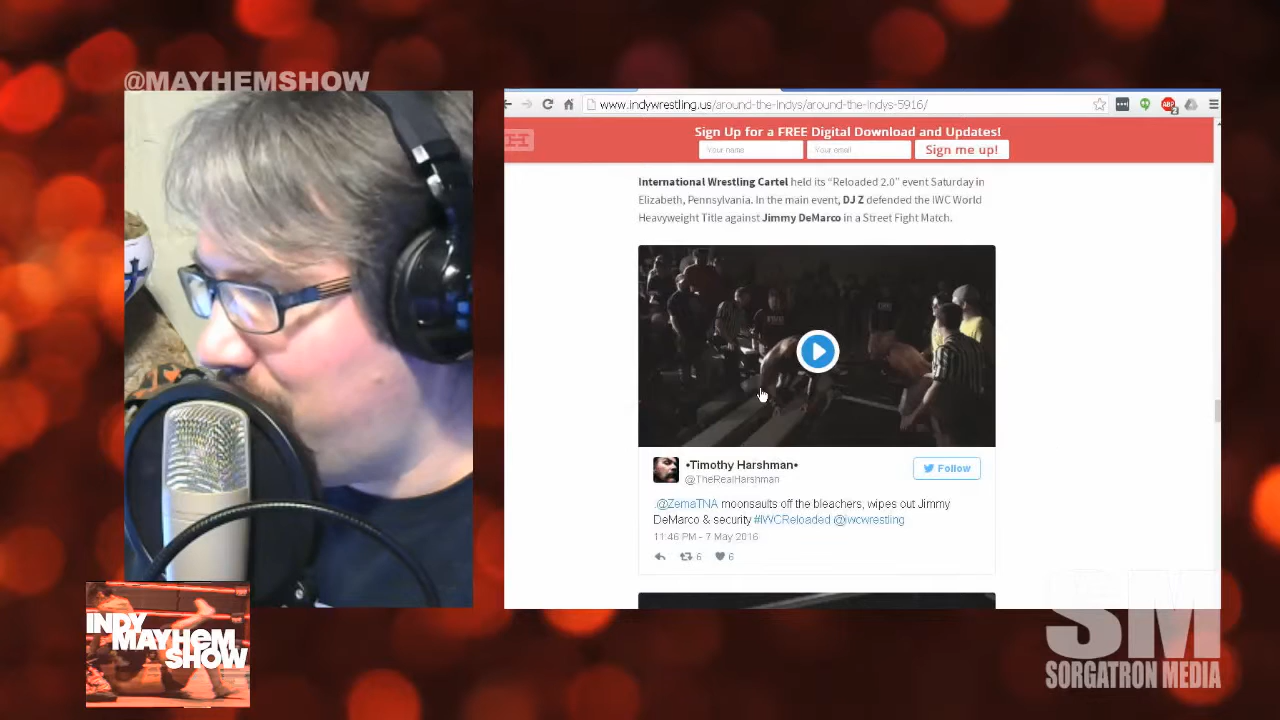 @MAYHEMSHOW
www.indywrestling.us/around-the-indys/around-the-indys-5916/
ABP
2
Sign Up for a FREE Digital Download and Updates!
Your name
Your email
Sign me up!
International Wrestling Cartel held its “Reloaded 2.0” event Saturday in
Elizabeth, Pennsylvania. In the main event, DJ Z defended the IWC World
Heavyweight Title against Jimmy DeMarco in a Street Fight Match.
•Timothy Harshman•
@TheRealHarshman
Follow
.@ZemaTNA moonsaults off the bleachers, wipes out Jimmy
DeMarco & security #IWCReloaded @iwcwrestling
11:46 PM - 7 May 2016
6
6
INDY
MAYHEM
SHOW
SM
SORGATRON MEDIA